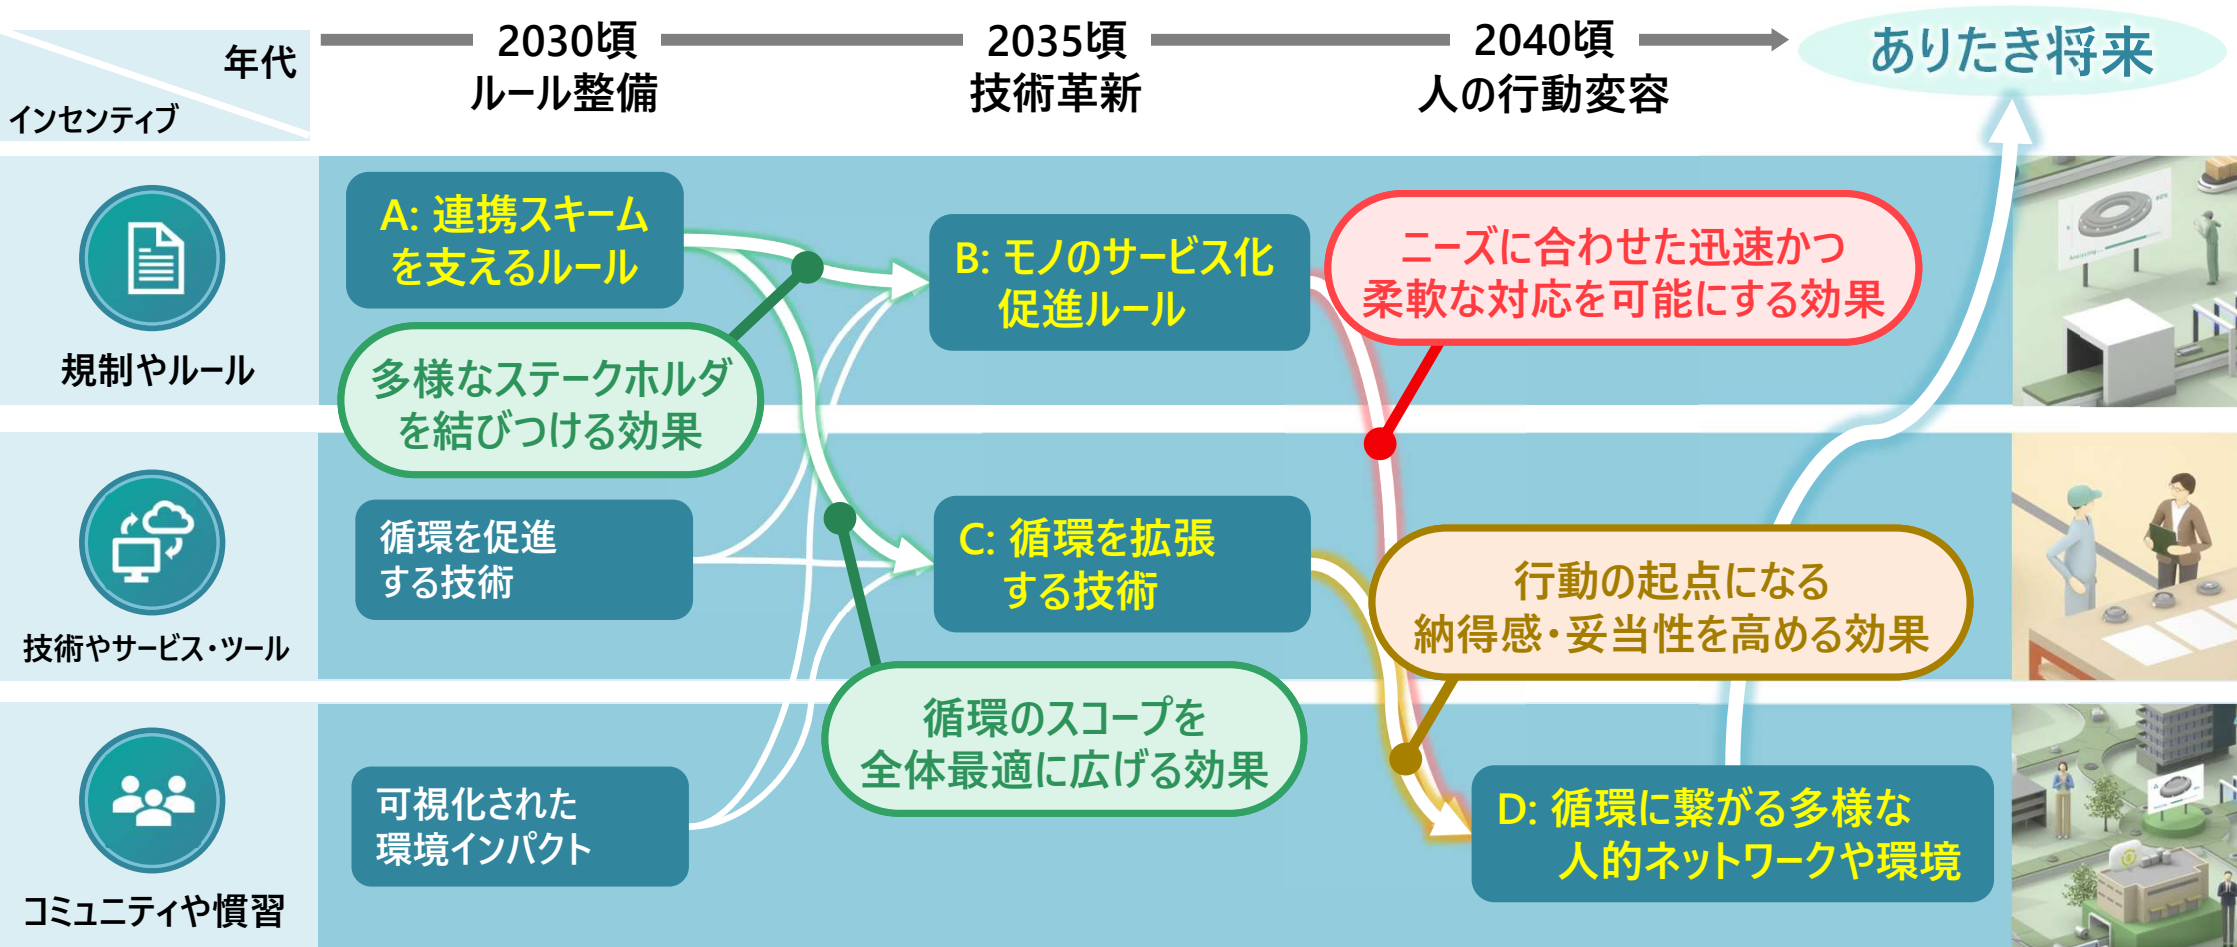 年代
インセンティブ
2030頃
ルール整備
2035頃
技術革新
2040頃
人の行動変容
ありたき将来
規制やルール
A: 連携スキーム
を支えるルール
B: モノのサービス化
促進ルール
ニーズに合わせた迅速かつ
柔軟な対応を可能にする効果
多様なステークホルダ
を結びつける効果
技術やサービス・ツール
循環を促進
する技術
C: 循環を拡張
する技術
行動の起点になる
納得感・妥当性を高める効果
循環のスコープを
全体最適に広げる効果
コミュニティや慣習
可視化された
環境インパクト
D: 循環に繋がる多様な
人的ネットワークや環境